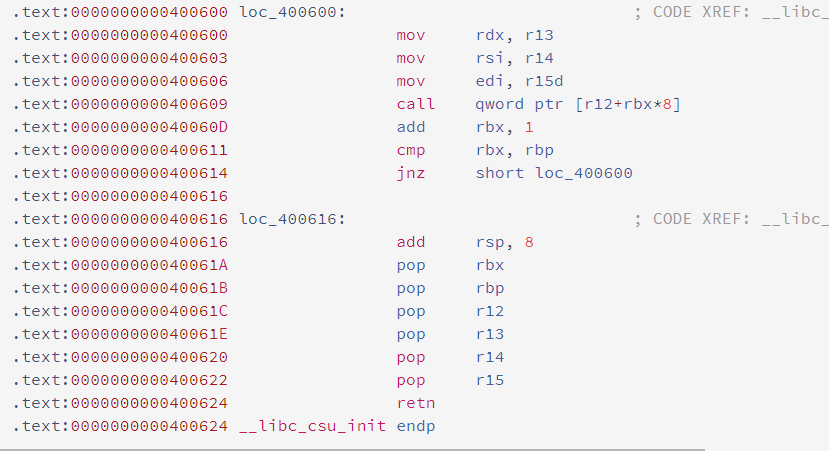 .text:0000000000400600 loc_400600: ; CODE XREF: __libc_
.text:0000000000400600 mov rdx, r13
.text:0000000000400603 mov rsi, r14
.text:0000000000400606 mov edi, r15d
.text:0000000000400609 call qword ptr [r12+rbx*8]
.text:000000000040060D add rbx, 1
.text:0000000000400611 cmp rbx, rbp
.text:0000000000400614 jnz short loc_400600
.text:0000000000400616
.text:0000000000400616 loc_400616: ; CODE XREF: __libc_
.text:0000000000400616 add rsp, 8
.text:000000000040061A pop rbx
.text:000000000040061B pop rbp
.text:000000000040061C pop r12
.text:000000000040061E pop r13
.text:0000000000400620 pop r14
.text:0000000000400622 pop r15
.text:0000000000400624 retn
.text:0000000000400624 __libc_csu_init endp